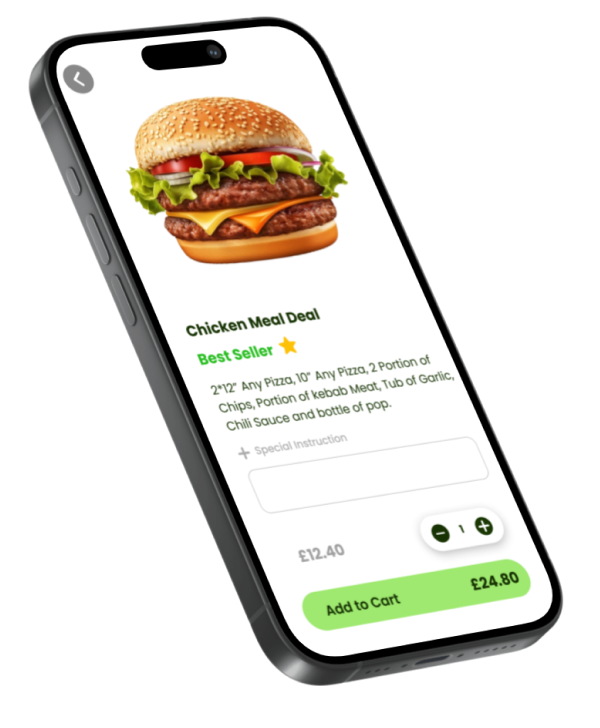 Chicken Meal Deal
Best Seller
2*12" Any Pizza, 10" Any Pizza, 2 Portion of
Chips, Portion of kebab Meat, Tub of Garlic,
Chili Sauce and bottle of pop.
+ Special Instruction
£12.40
1
Add to Cart £24.80